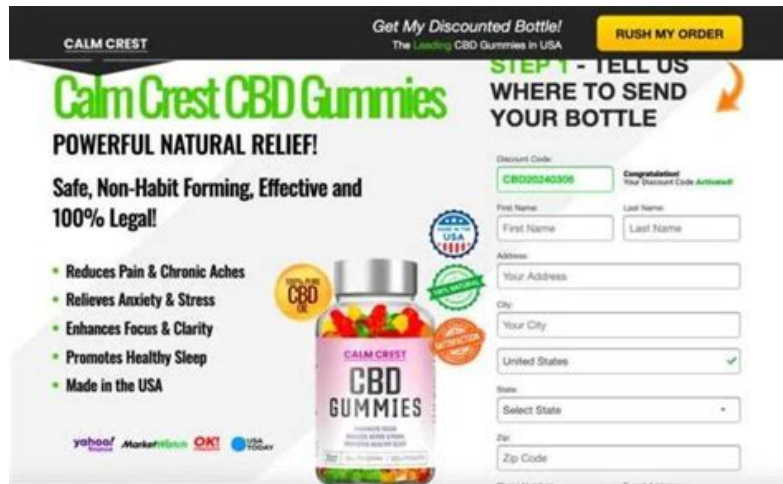 CALM CREST
Get My Discounted Bottle!
The Leading CBD Gummies in USA
RUSH MY ORDER
Calm Crest CBD Gummies
POWERFUL NATURAL RELIEF!
Safe, Non-Habit Forming, Effective and
100% Legal!
• Reduces Pain & Chronic Aches
• Relieves Anxiety & Stress
• Enhances Focus & Clarity
• Promotes Healthy Sleep
• Made in the USA
yahoo!
finance
MarketWatch
OK!
USA
TODAY
100% PURE
CBD
OIL
MADE IN THE
USA
100% NATURAL
SATISFACTION
CALM CREST
CBD
GUMMIES
STEP 1 - TELL US
WHERE TO SEND
YOUR BOTTLE
Discount Code:
CBD20240306
Congratulation!
Your Discount Code Activated!
First Name:
Last Name:
First Name
Last Name
Address:
Your Address
City:
Your City
United States
State:
Select State
Zip:
Zip Code